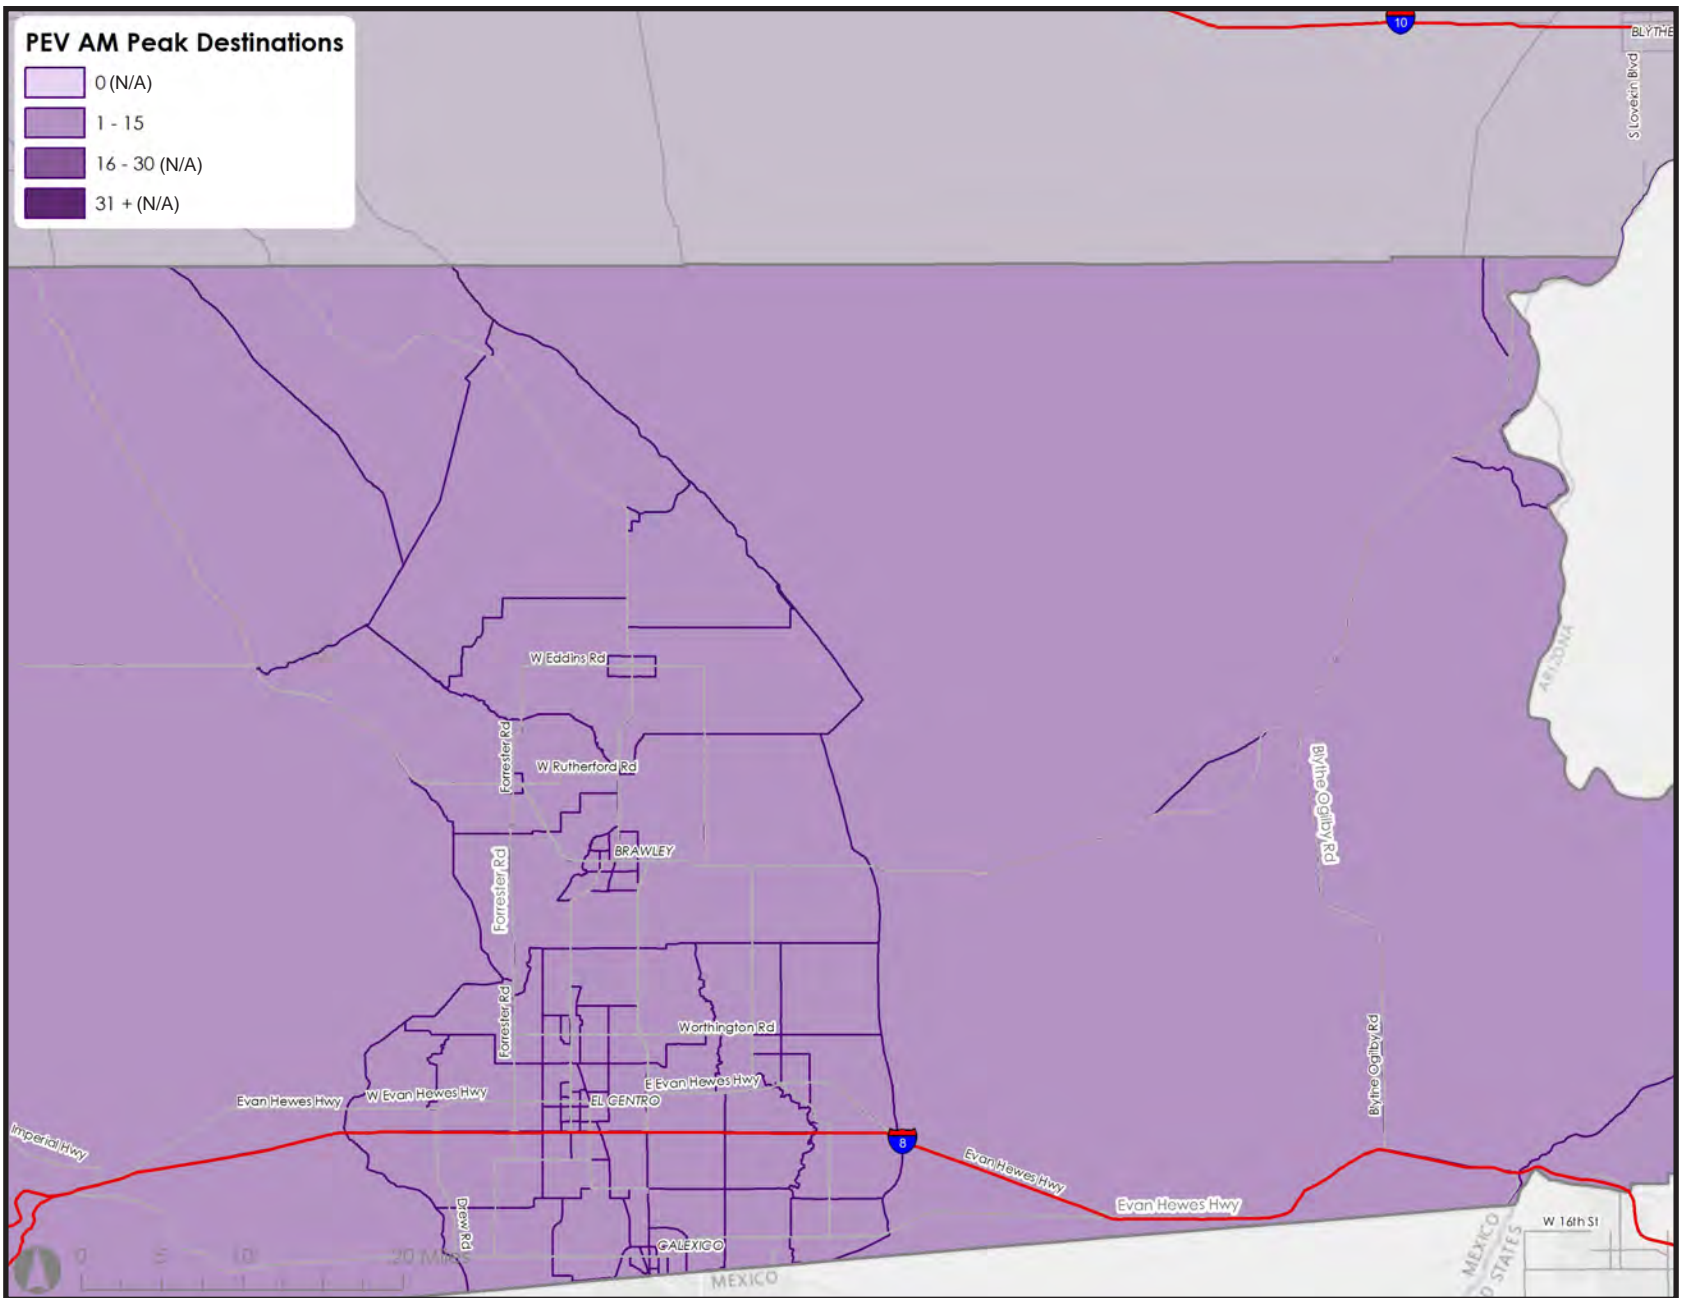 PEV AM Peak Destinations
0 (N/A)
1 - 15
16 - 30 (N/A)
31 + (N/A)
10
BLYTHE
S Lovekin Blvd
ARIZONA
W Eddins Rd
Forrester Rd
W Rutherford Rd
Blythe Ogilby Rd
BRAWLEY
Forrester Rd
Forrester Rd
Worthington Rd
Blythe Ogilby Rd
E Evan Hewes Hwy
W Evan Hewes Hwy
Evan Hewes Hwy
EL CENTRO
Imperial Hwy
8
Evan Hewes Hwy
Evan Hewes Hwy
Drew Rd
W 16th St
CALEXICO
0 5 10 20 Miles
MEXICO
MEXICO
D STATES